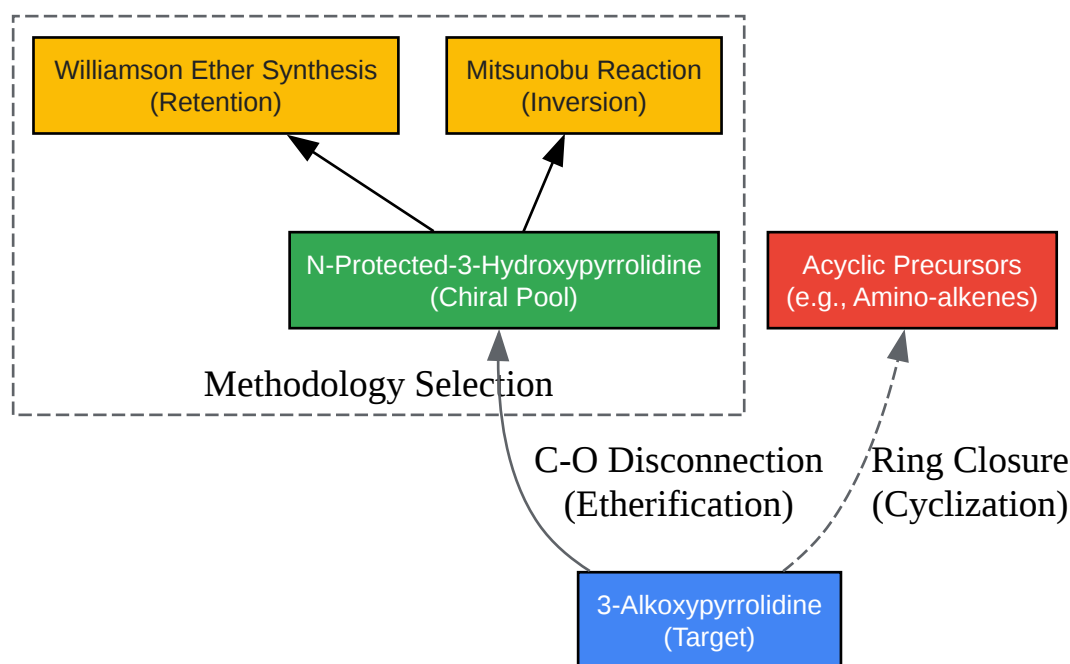 Williamson Ether Synthesis
(Retention)
Mitsunobu Reaction
(Inversion)
N-Protected-3-Hydroxypyrrolidine
(Chiral Pool)
Acyclic Precursors
(e.g., Amino-alkenes)
Methodology Selection
C-O Disconnection
(Etherification)
Ring Closure
(Cyclization)
3-Alkoxypyrrolidine
(Target)